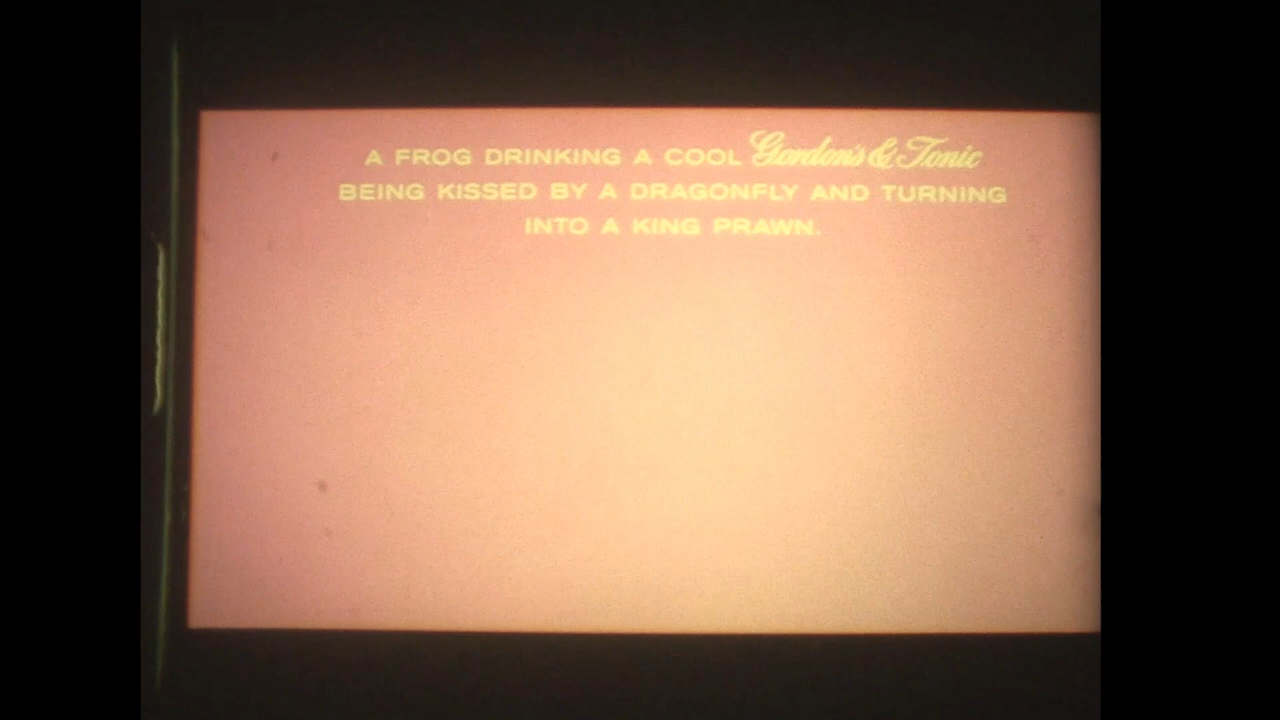 A FROG DRINKING A COOL Gordon's & Tonic
BEING KISSED BY A DRAGONFLY AND TURNING
INTO A KING PRAWN.